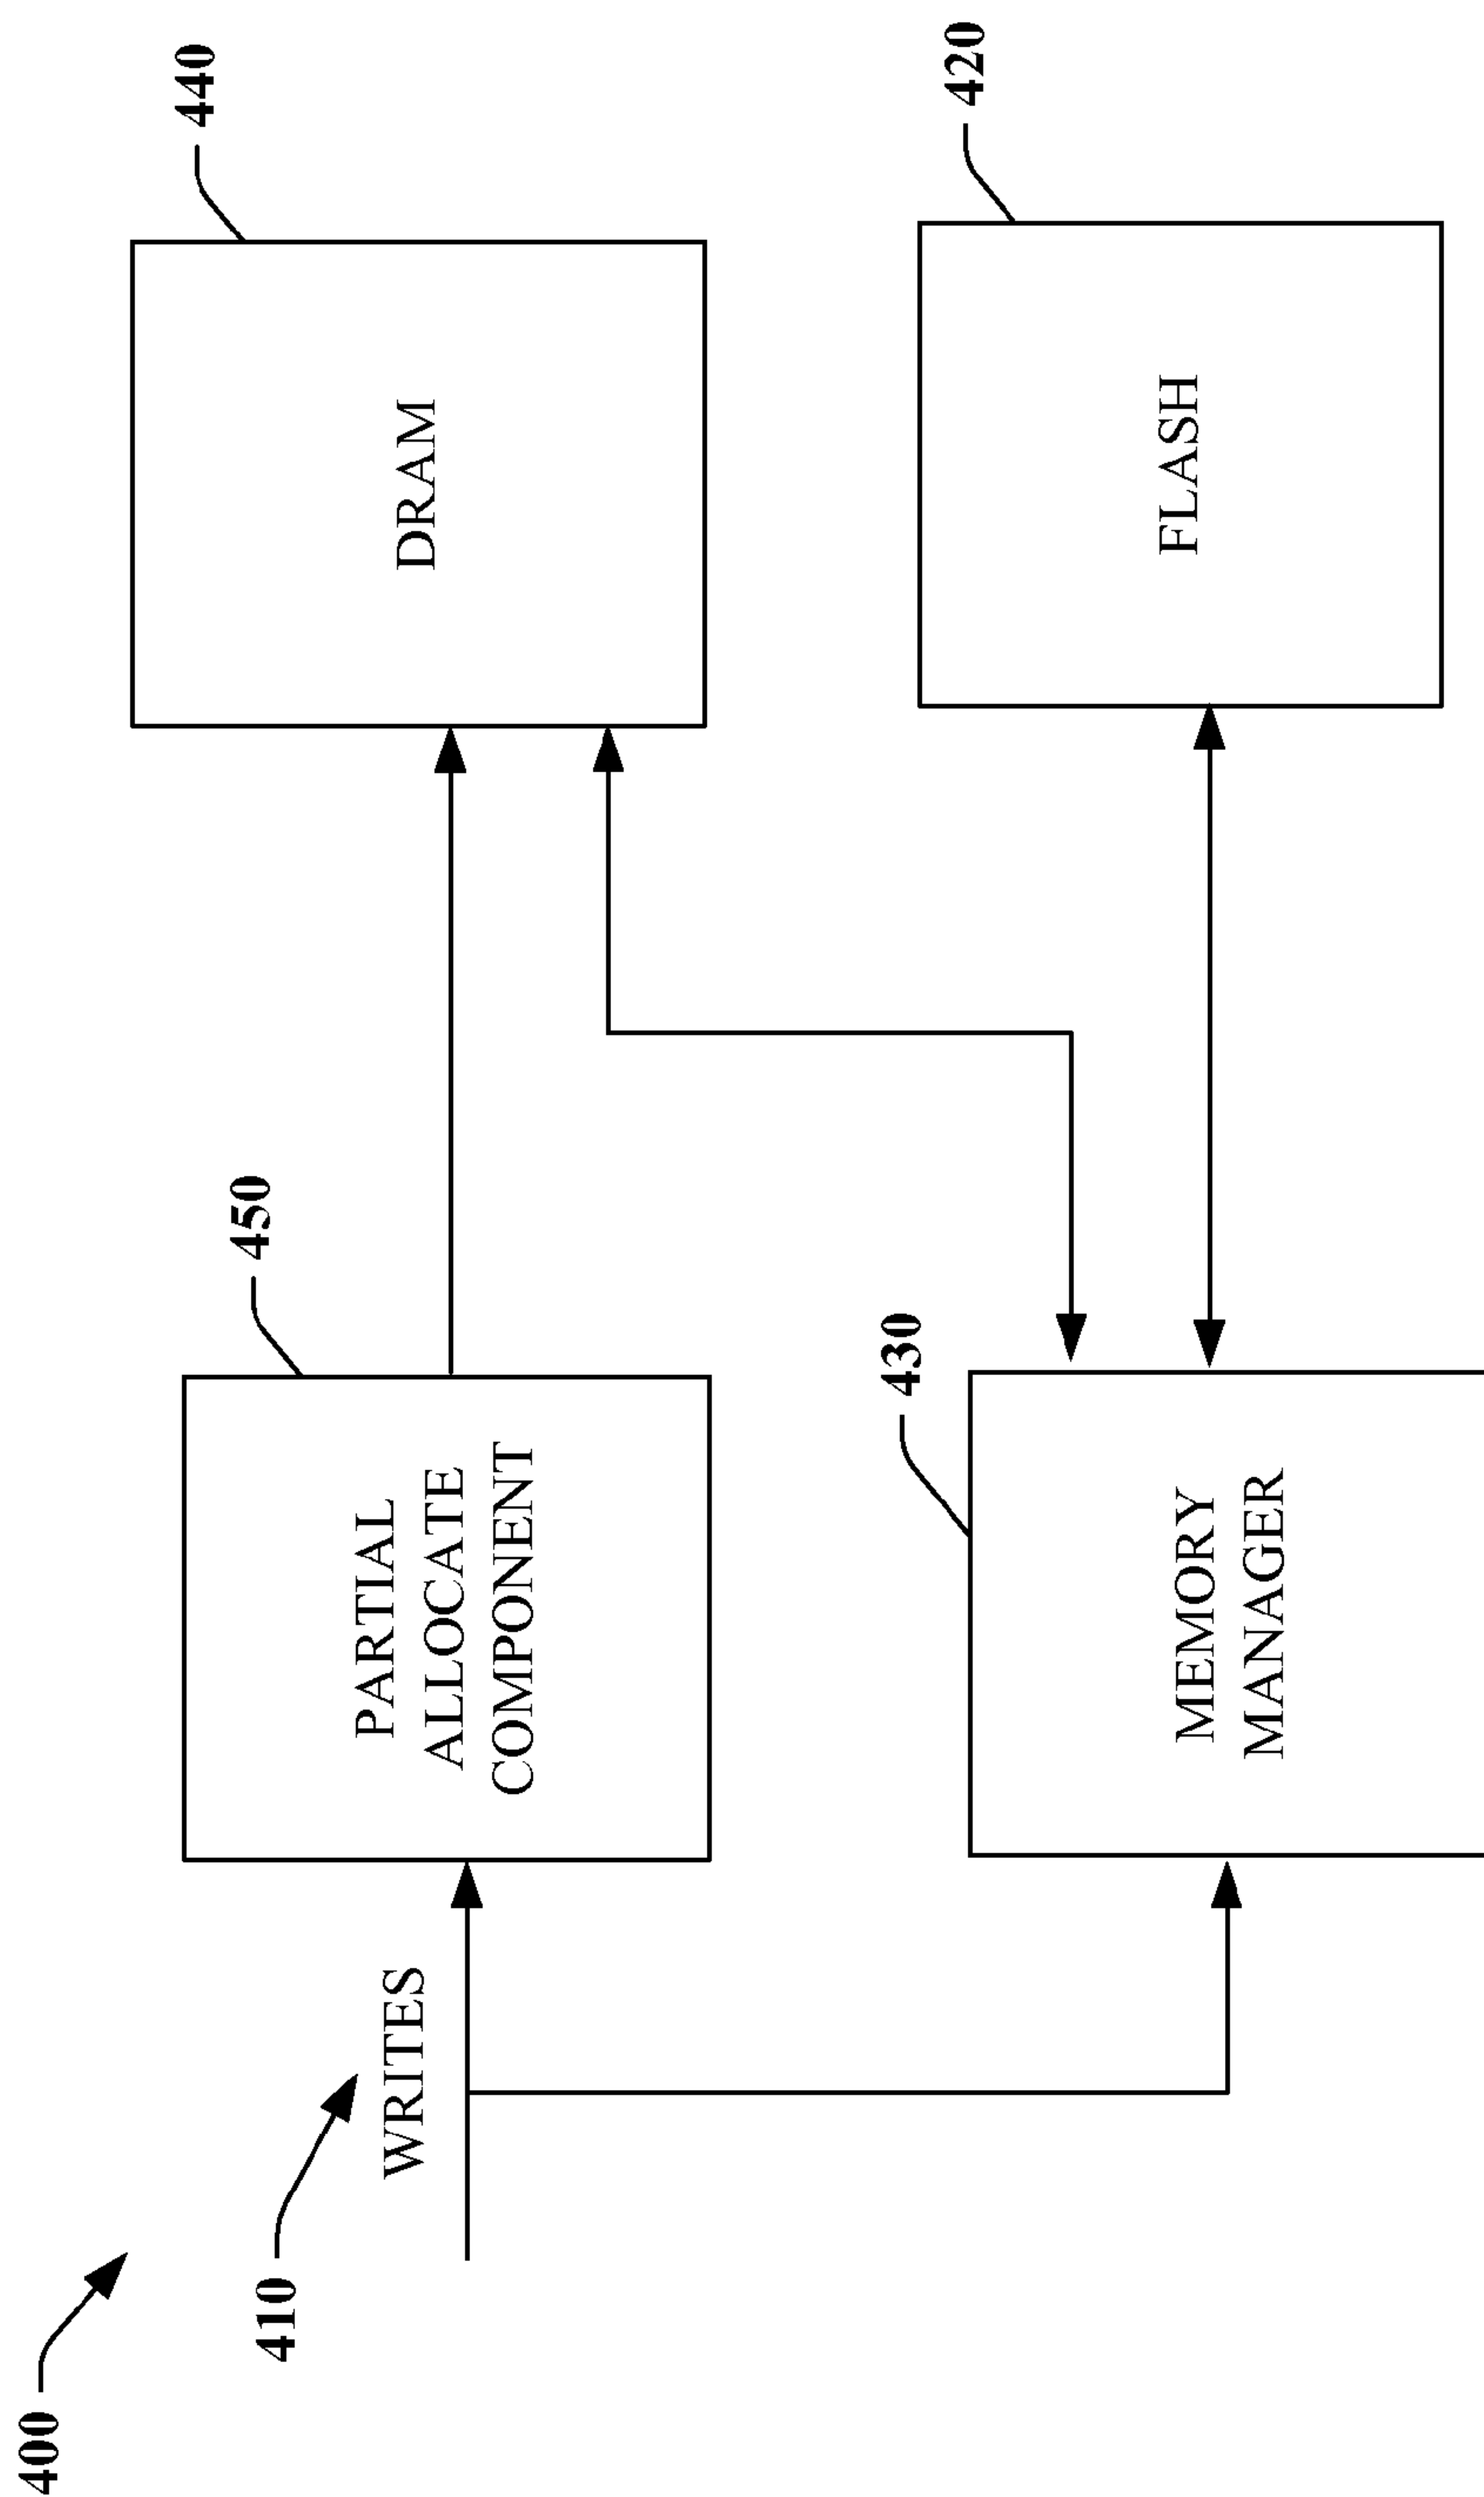 400
410
WRITES
450
PARTIAL
ALLOCATE
COMPONENT
440
DRAM
430
MEMORY
MANAGER
420
FLASH